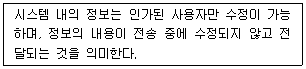 시스템 내의 정보는 인가된 사용자만 수정이 가능
하며, 정보의 내용이 전송 중에 수정되지 않고 전
달되는 것을 의미한다.